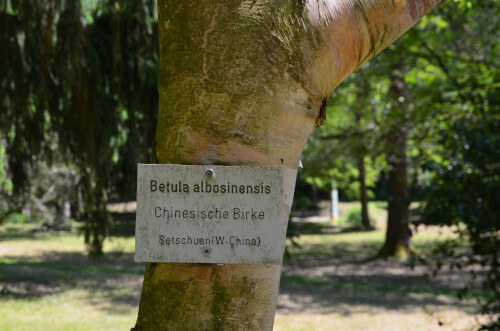 Betula albosinensis
Chinesische Birke
Setschuen(W-China)